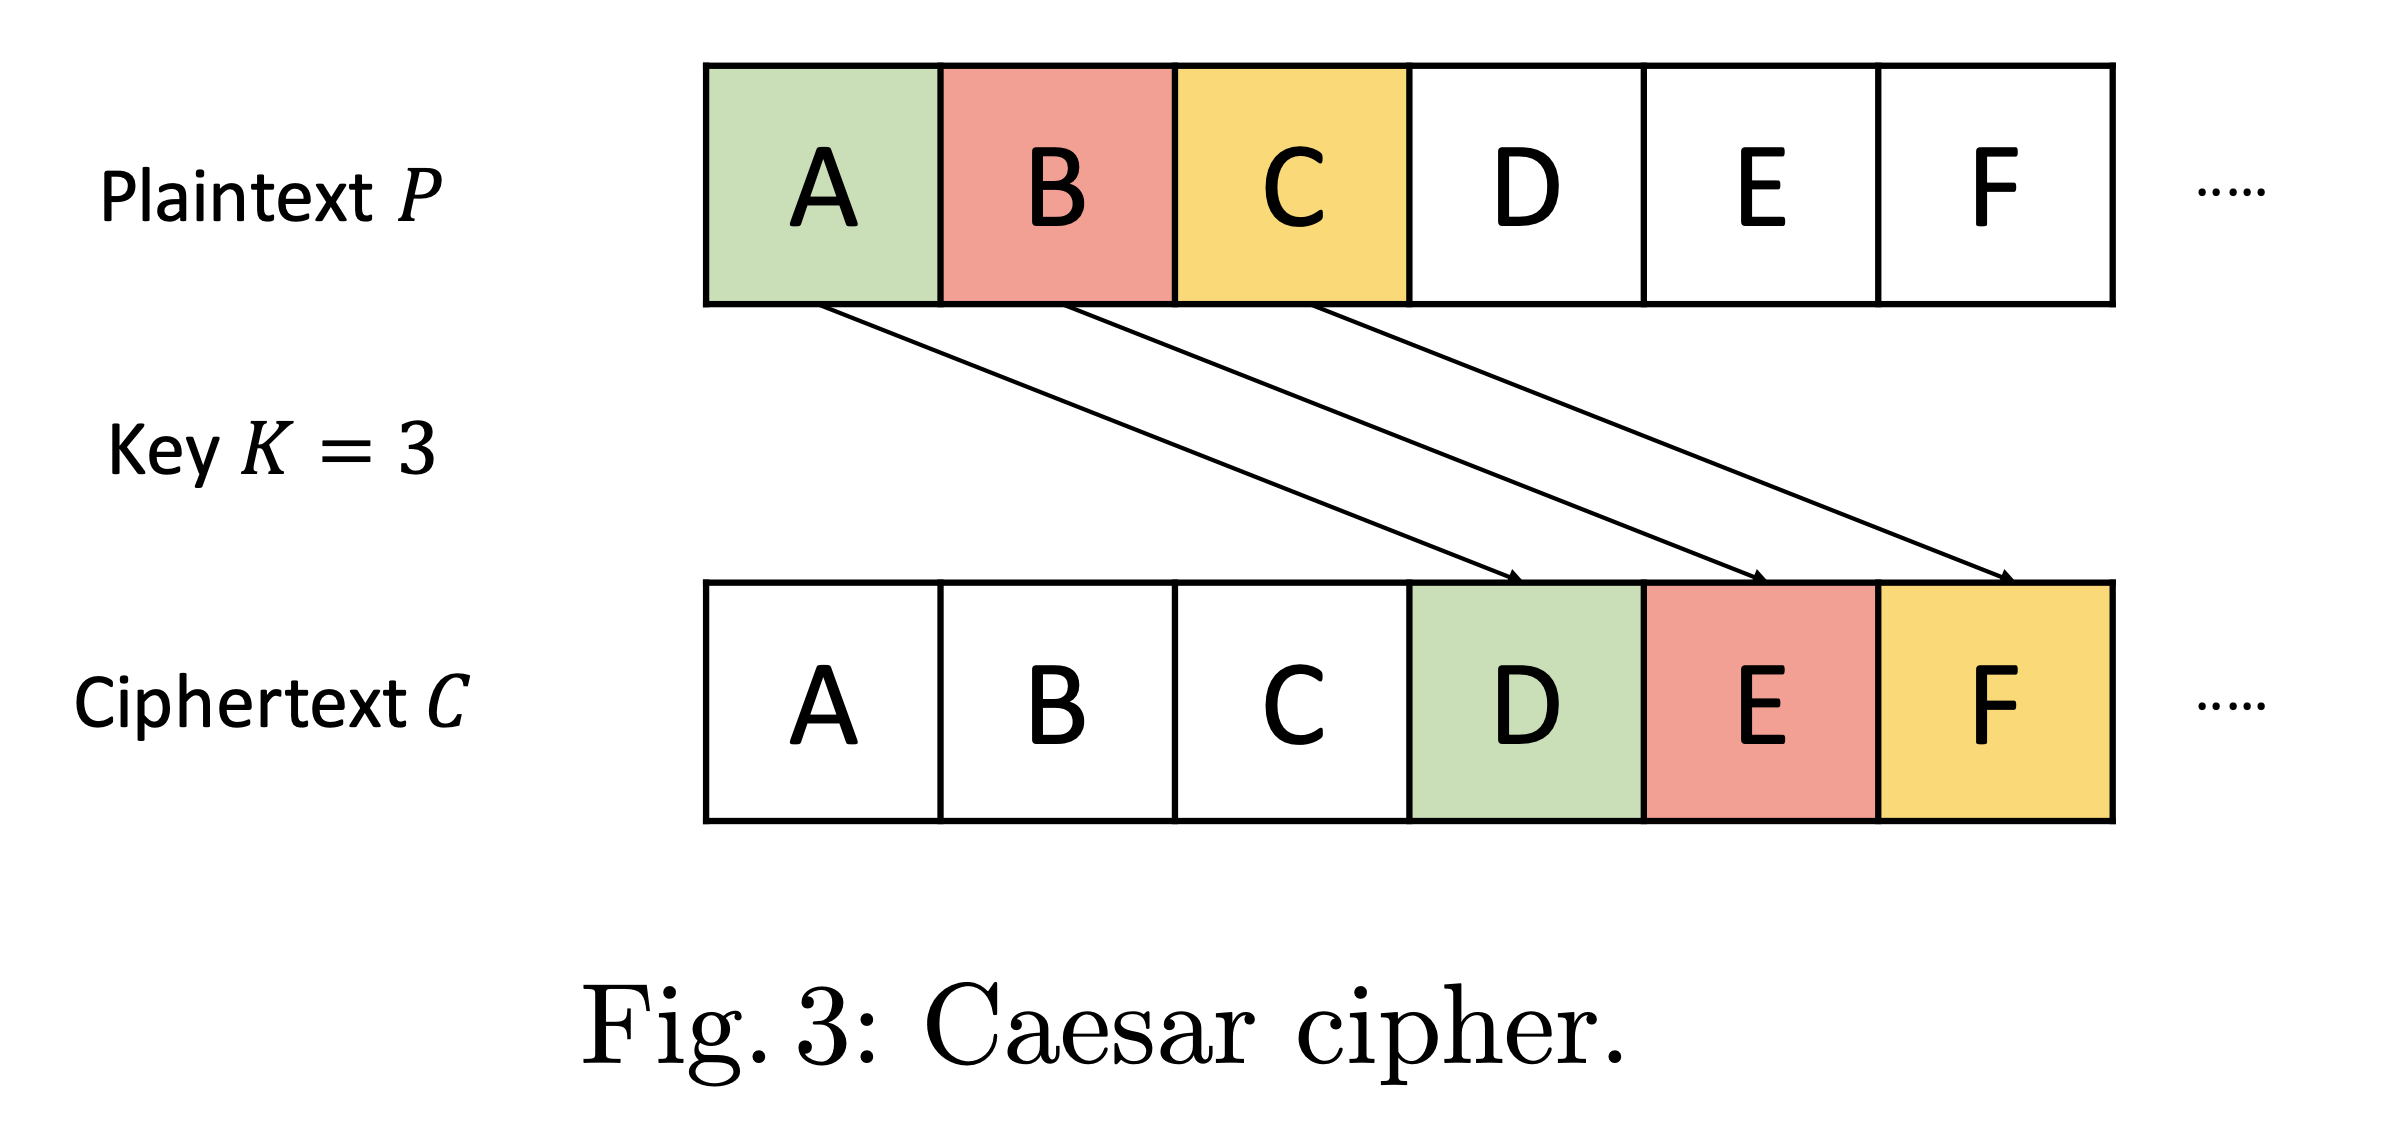 Plaintext P A B C D E F ·····
Key K = 3
Ciphertext C A B C D E F ·····
Fig. 3: Caesar cipher.